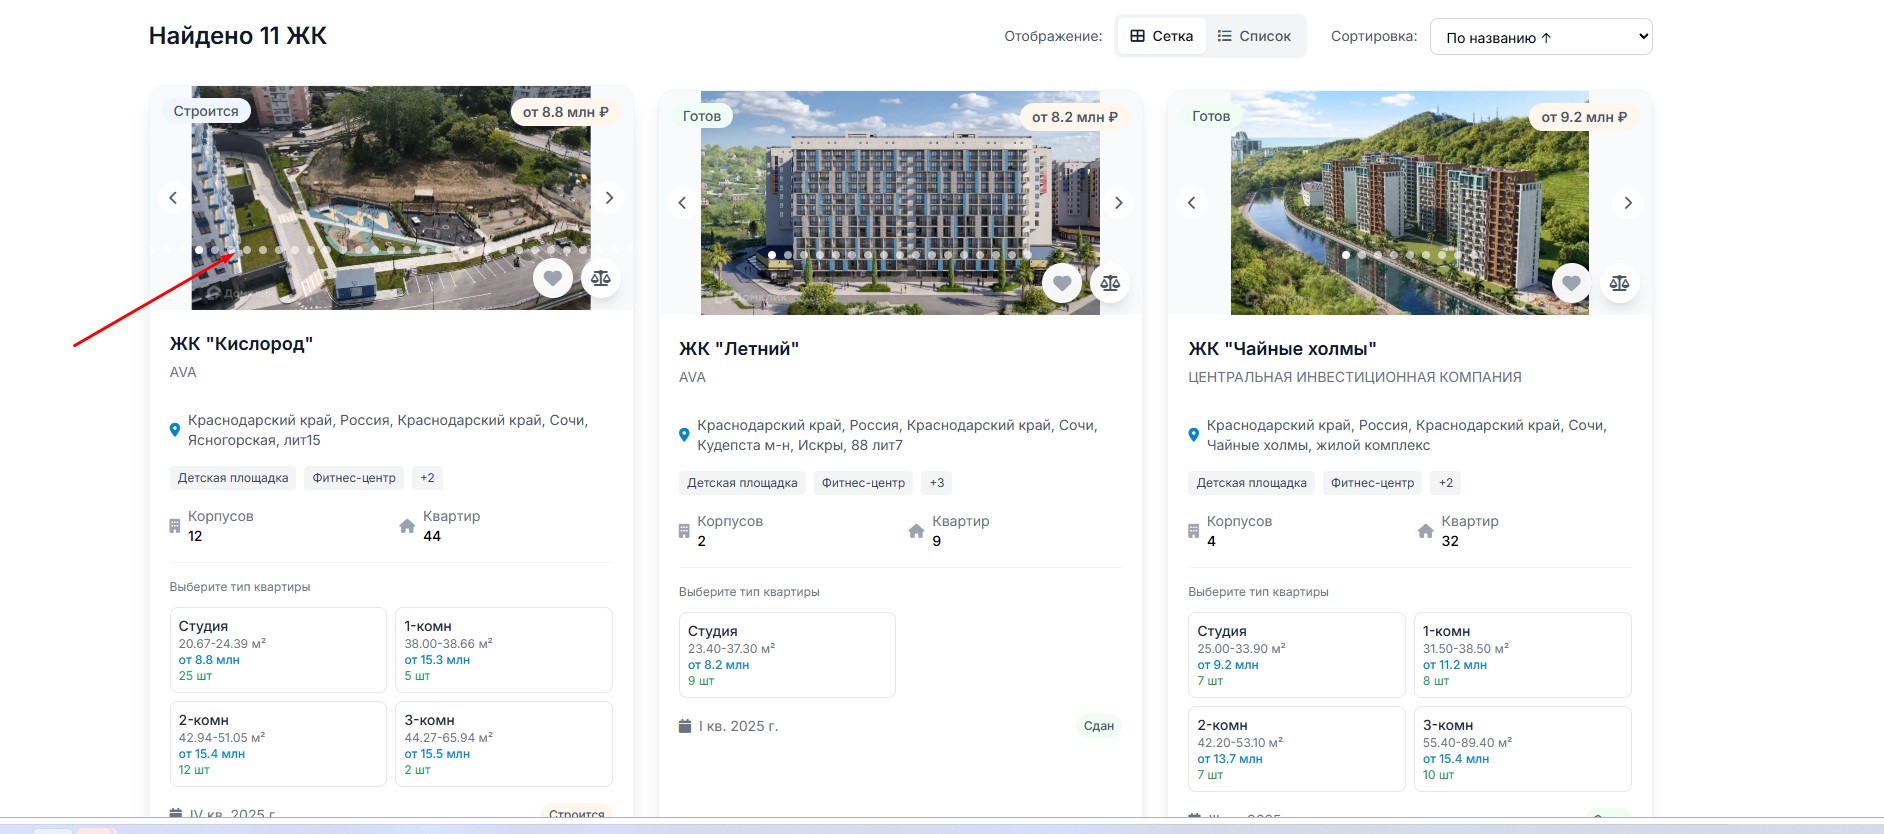 Найдено 11 ЖК
Отображение: Сетка Список Сортировка: По названию ↑
Строится
от 8.8 млн ₽
ЖК "Кислород"
AVA
Краснодарский край, Россия, Краснодарский край, Сочи,
Ясногорская, лит15
Детская площадка Фитнес-центр +2
Корпусов
12
Квартир
44
Выберите тип квартиры
Студия
20.67-24.39 м²
от 8.8 млн
25 шт
1-комн
38.00-38.66 м²
от 15.3 млн
5 шт
2-комн
42.94-51.05 м²
от 15.4 млн
12 шт
3-комн
44.27-65.94 м²
от 15.5 млн
2 шт
IV кв. 2025 г.
Строится
Готов
от 8.2 млн ₽
ЖК "Летний"
AVA
Краснодарский край, Россия, Краснодарский край, Сочи,
Кудепста м-н, Искры, 88 лит7
Детская площадка Фитнес-центр +3
Корпусов
2
Квартир
9
Выберите тип квартиры
Студия
23.40-37.30 м²
от 8.2 млн
9 шт
I кв. 2025 г.
Сдан
Готов
от 9.2 млн ₽
ЖК "Чайные холмы"
ЦЕНТРАЛЬНАЯ ИНВЕСТИЦИОННАЯ КОМПАНИЯ
Краснодарский край, Россия, Краснодарский край, Сочи,
Чайные холмы, жилой комплекс
Детская площадка Фитнес-центр +2
Корпусов
4
Квартир
32
Выберите тип квартиры
Студия
25.00-33.90 м²
от 9.2 млн
7 шт
1-комн
31.50-38.50 м²
от 11.2 млн
8 шт
2-комн
42.20-53.10 м²
от 13.7 млн
7 шт
3-комн
55.40-89.40 м²
от 15.4 млн
10 шт